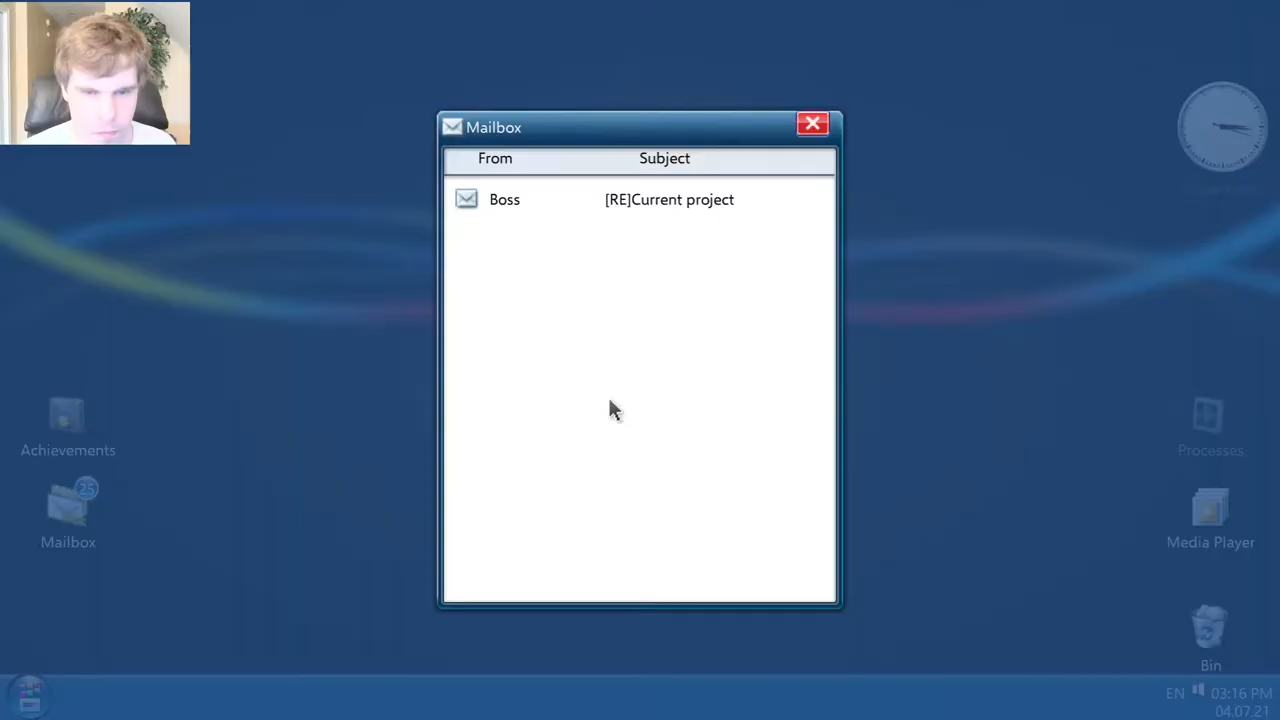 Mailbox
From Subject
Boss [RE]Current project
Achievements
25
Mailbox
Processes
Media Player
Bin
EN 03:16 PM
04.07.21